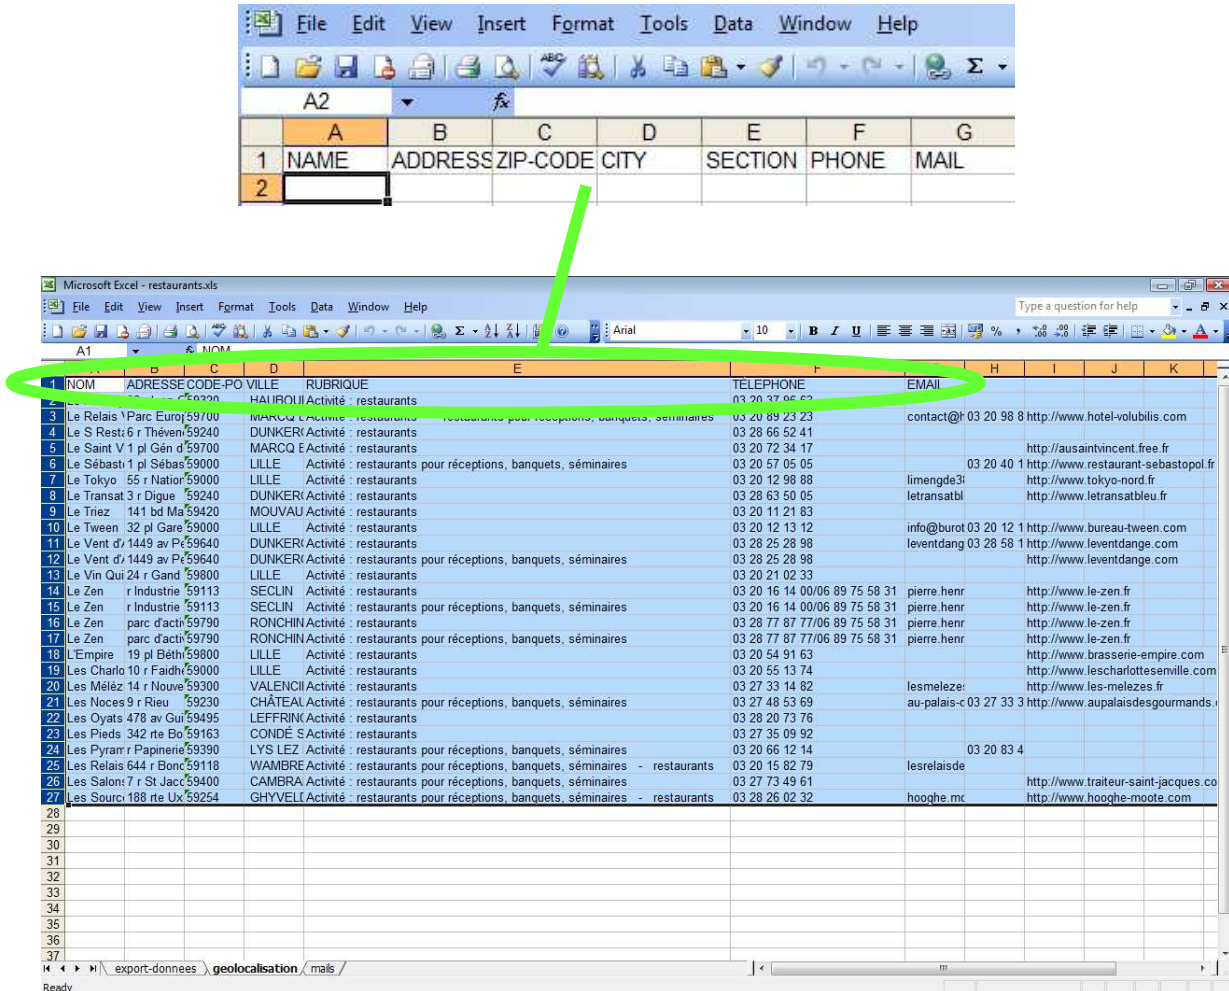 File Edit View Insert Format Tools Data Window Help
A2 fx
A B C D E F G
1 NAME ADDRESS ZIP-CODE CITY SECTION PHONE MAIL
2
Microsoft Excel - restaurants.xls
File Edit View Insert Format Tools Data Window Help Type a question for help
Arial 10 B I U
A1 NOM
E H I J K
1 NOM ADRESSE CODE-PO VILLE RUBRIQUE TÉLEPHONE EMAIL
2 59320 HAUBOUI Activité : restaurants 03 20 37 96 52
3 Le Relais V Parc Europ 59700 MARCQ restaurants pour réceptions, banquets, séminaires 03 20 89 23 23 contact@h 03 20 98 8 http://www.hotel-volubilis.com
4 Le S Resta 6 r Théven 59240 DUNKER( Activité : restaurants 03 28 66 52 41
5 Le Saint V 1 pl Gén d 59700 MARCQ E Activité : restaurants 03 20 72 34 17 http://ausaintvincent.free.fr
6 Le Sébasti 1 pl Sébas 59000 LILLE Activité : restaurants pour réceptions, banquets, séminaires 03 20 57 05 05 03 20 40 1 http://www.restaurant-sebastopol.fr
7 Le Tokyo 55 r Nation 59000 LILLE Activité : restaurants 03 20 12 98 88 limengde3 http://www.tokyo-nord.fr
8 Le Transat 3 r Digue 59240 DUNKER( Activité : restaurants 03 28 63 50 05 letransatbl http://www.letransatbleu.fr
9 Le Triez 141 bd Ma 59420 MOUVAU Activité : restaurants 03 20 11 21 83
10 Le Tween 32 pl Gare 59000 LILLE Activité : restaurants 03 20 12 13 12 info@burot 03 20 12 1 http://www.bureau-tween.com
11 Le Vent d'A 1449 av Pe 59640 DUNKER( Activité : restaurants 03 28 25 28 98 leventdang 03 28 58 1 http://www.leventdange.com
12 Le Vent d'A 1449 av Pe 59640 DUNKER( Activité : restaurants pour réceptions, banquets, séminaires 03 28 25 28 98 http://www.leventdange.com
13 Le Vin Qui 24 r Gand 59800 LILLE Activité : restaurants 03 20 21 02 33
14 Le Zen r Industrie 59113 SECLIN Activité : restaurants 03 20 16 14 00/06 89 75 58 31 pierre.henr http://www.le-zen.fr
15 Le Zen r Industrie 59113 SECLIN Activité : restaurants pour réceptions, banquets, séminaires 03 20 16 14 00/06 89 75 58 31 pierre.henr http://www.le-zen.fr
16 Le Zen parc d'acti 59790 RONCHIN Activité : restaurants 03 28 77 87 77/06 89 75 58 31 pierre.henr http://www.le-zen.fr
17 Le Zen parc d'acti 59790 RONCHIN Activité : restaurants pour réceptions, banquets, séminaires 03 28 77 87 77/06 89 75 58 31 pierre.henr http://www.le-zen.fr
18 L'Empire 19 pl Béth 59800 LILLE Activité : restaurants 03 20 54 91 63 http://www.brasserie-empire.com
19 Les Charlo 10 r Faidh 59000 LILLE Activité : restaurants 03 20 55 13 74 http://www.lescharlottesenville.com
20 Les Mélèz 14 r Nouve 59300 VALENCII Activité : restaurants 03 27 33 14 82 lesmeleze http://www.les-melezes.fr
21 Les Noces 9 r Rieu 59230 CHÂTEAU Activité : restaurants 03 27 48 53 69 au-palais-c 03 27 33 3 http://www.aupalaisdesgourmands.
22 Les Oyats 478 av Gui 59495 LEFFRIN( Activité : restaurants 03 28 20 73 76
23 Les Pieds 342 rte Bo 59163 CONDÉ S Activité : restaurants 03 27 35 09 92
24 Les Pyram r Papinerie 59390 LYS LEZ Activité : restaurants pour réceptions, banquets, séminaires 03 20 66 12 14 03 20 83 4
25 Les Relais 644 r Bond 59118 WAMBRE Activité : restaurants pour réceptions, banquets, séminaires - restaurants 03 20 15 82 79 lesrelaisde
26 Les Salons 7 r St Jacq 59400 CAMBRA Activité : restaurants pour réceptions, banquets, séminaires 03 27 73 49 61 http://www.traiteur-saint-jacques.co
27 Les Sourc 188 rte Ux 59254 GHYVELD Activité : restaurants pour réceptions, banquets, séminaires - restaurants 03 28 26 02 32 hooghe.mo http://www.hooghe-moote.com
28
29
30
31
32
33
34
35
36
37
export-donnees geolocalisation mails
Ready